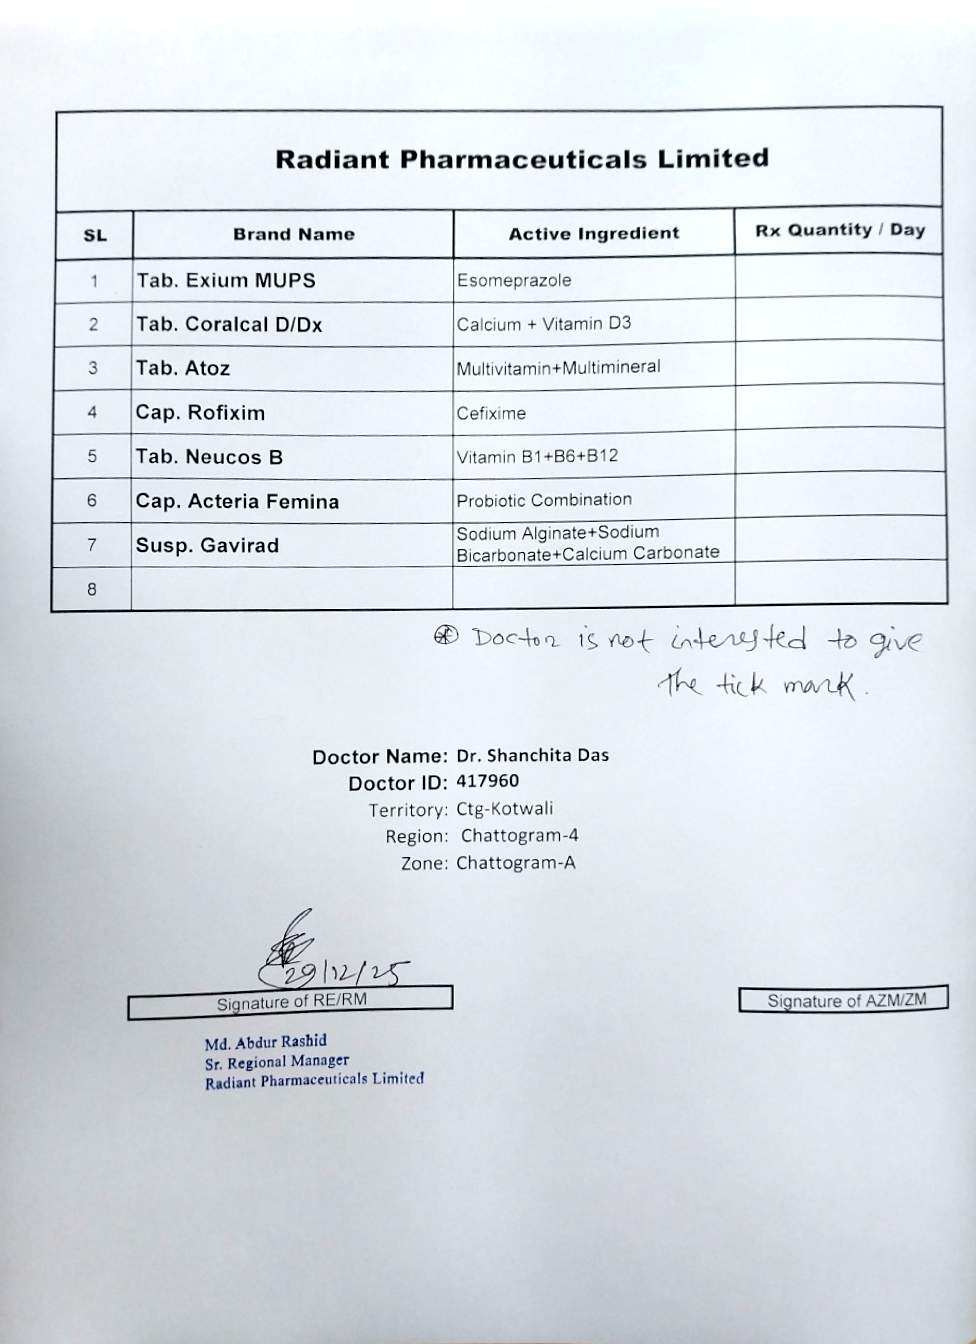 Radiant Pharmaceuticals Limited
SL Brand Name Active Ingredient Rx Quantity / Day
1 Tab. Exium MUPS Esomeprazole
2 Tab. Coralcal D/Dx Calcium + Vitamin D3
3 Tab. Atoz Multivitamin+Multimineral
4 Cap. Rofixim Cefixime
5 Tab. Neucos B Vitamin B1+B6+B12
6 Cap. Acteria Femina Probiotic Combination
7 Susp. Gavirad Sodium Alginate+Sodium
Bicarbonate+Calcium Carbonate
8
Doctor is not interested to give
the tick mark.
Doctor Name: Dr. Shanchita Das
Doctor ID: 417960
Territory: Ctg-Kotwali
Region: Chattogram-4
Zone: Chattogram-A
29/12/25
Signature of RE/RM Signature of AZM/ZM
Md. Abdur Rashid
Sr. Regional Manager
Radiant Pharmaceuticals Limited